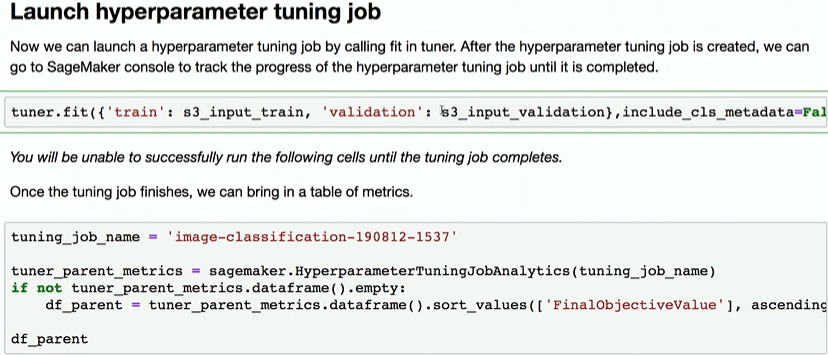 Launch hyperparameter tuning job
Now we can launch a hyperparameter tuning job by calling fit in tuner. After the hyperparameter tuning job is created, we can
go to SageMaker console to track the progress of the hyperparameter tuning job until it is completed.
tuner.fit({'train': s3_input_train, 'validation': s3_input_validation},include_cls_metadata=Fal
You will be unable to successfully run the following cells until the tuning job completes.
Once the tuning job finishes, we can bring in a table of metrics.
tuning_job_name = 'image-classification-190812-1537'
tuner_parent_metrics = sagemaker.HyperparameterTuningJobAnalytics(tuning_job_name)
if not tuner_parent_metrics.dataframe().empty:
    df_parent = tuner_parent_metrics.dataframe().sort_values(['FinalObjectiveValue'], ascending
df_parent